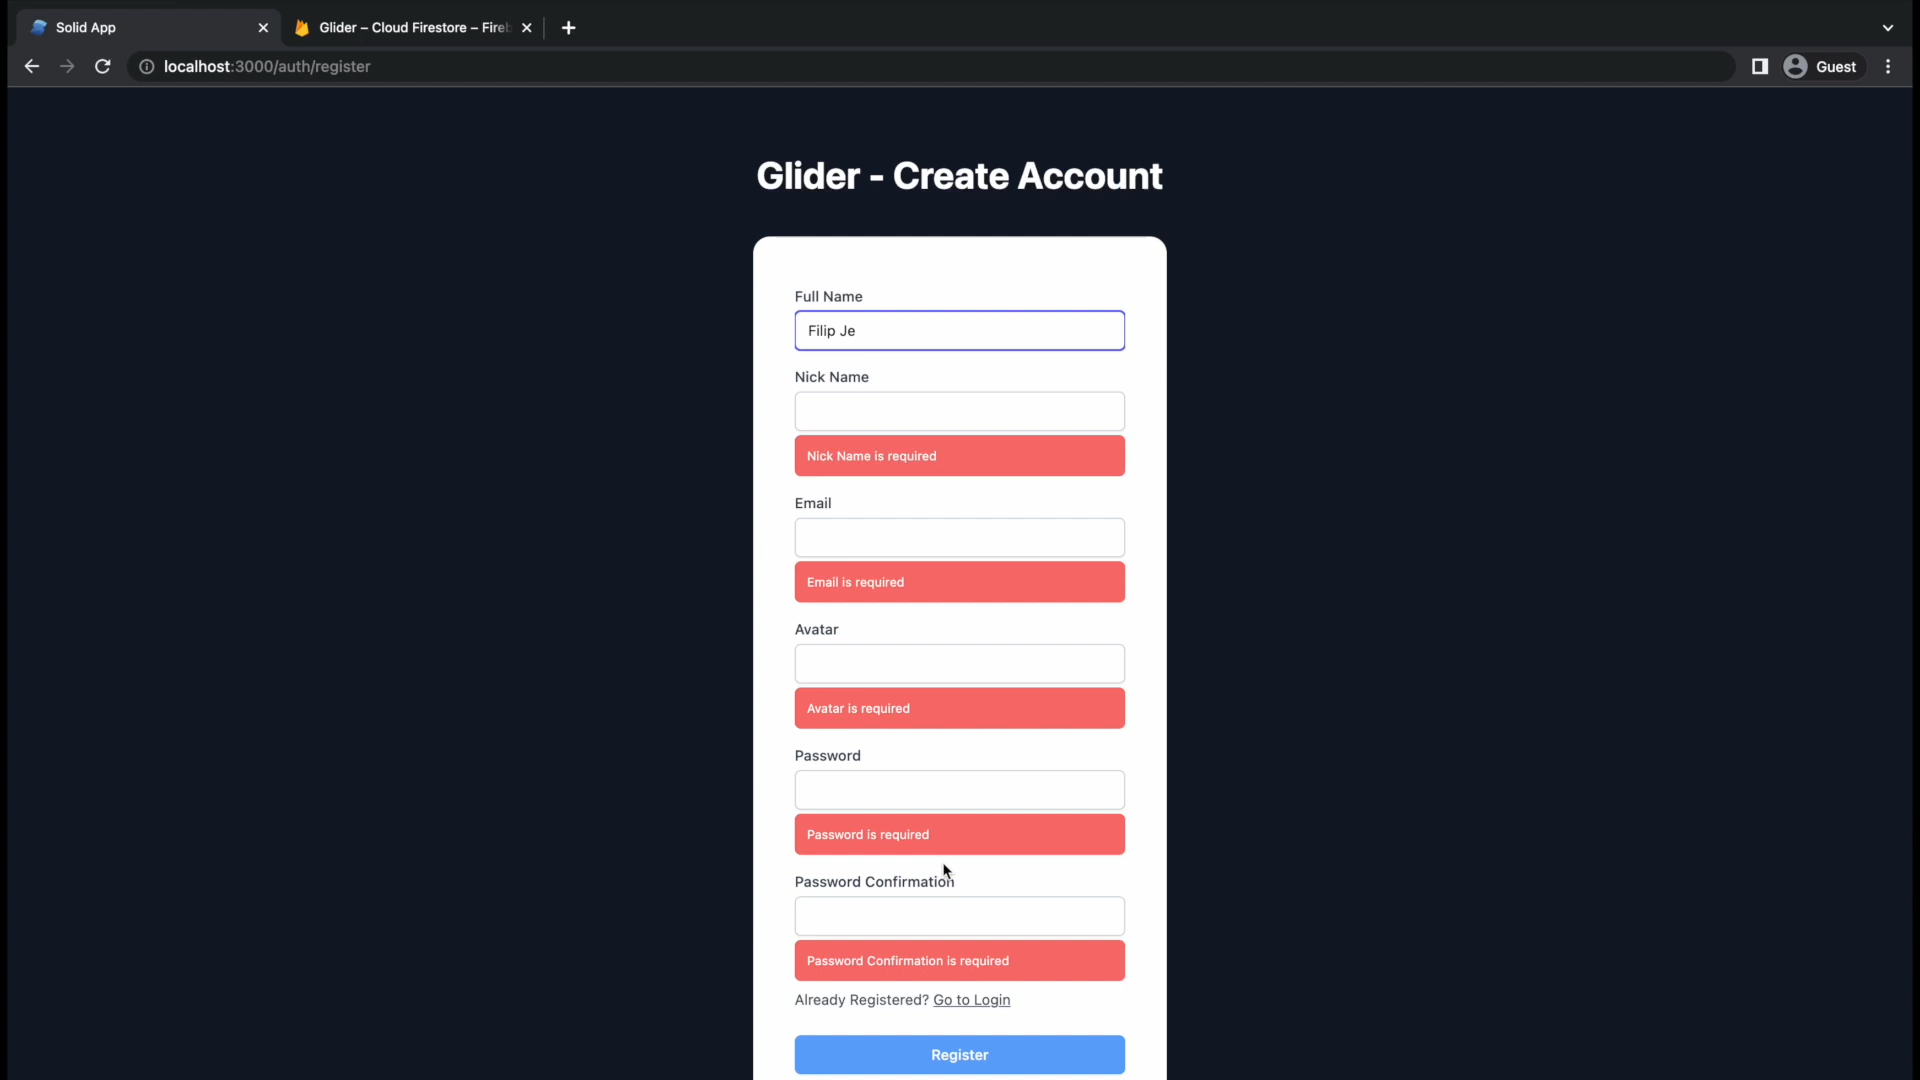 Solid App
Glider – Cloud Firestore – Fireb
localhost:3000/auth/register
Guest
Glider - Create Account
Full Name
Filip Je
Nick Name
Nick Name is required
Email
Email is required
Avatar
Avatar is required
Password
Password is required
Password Confirmation
Password Confirmation is required
Already Registered? Go to Login
Register